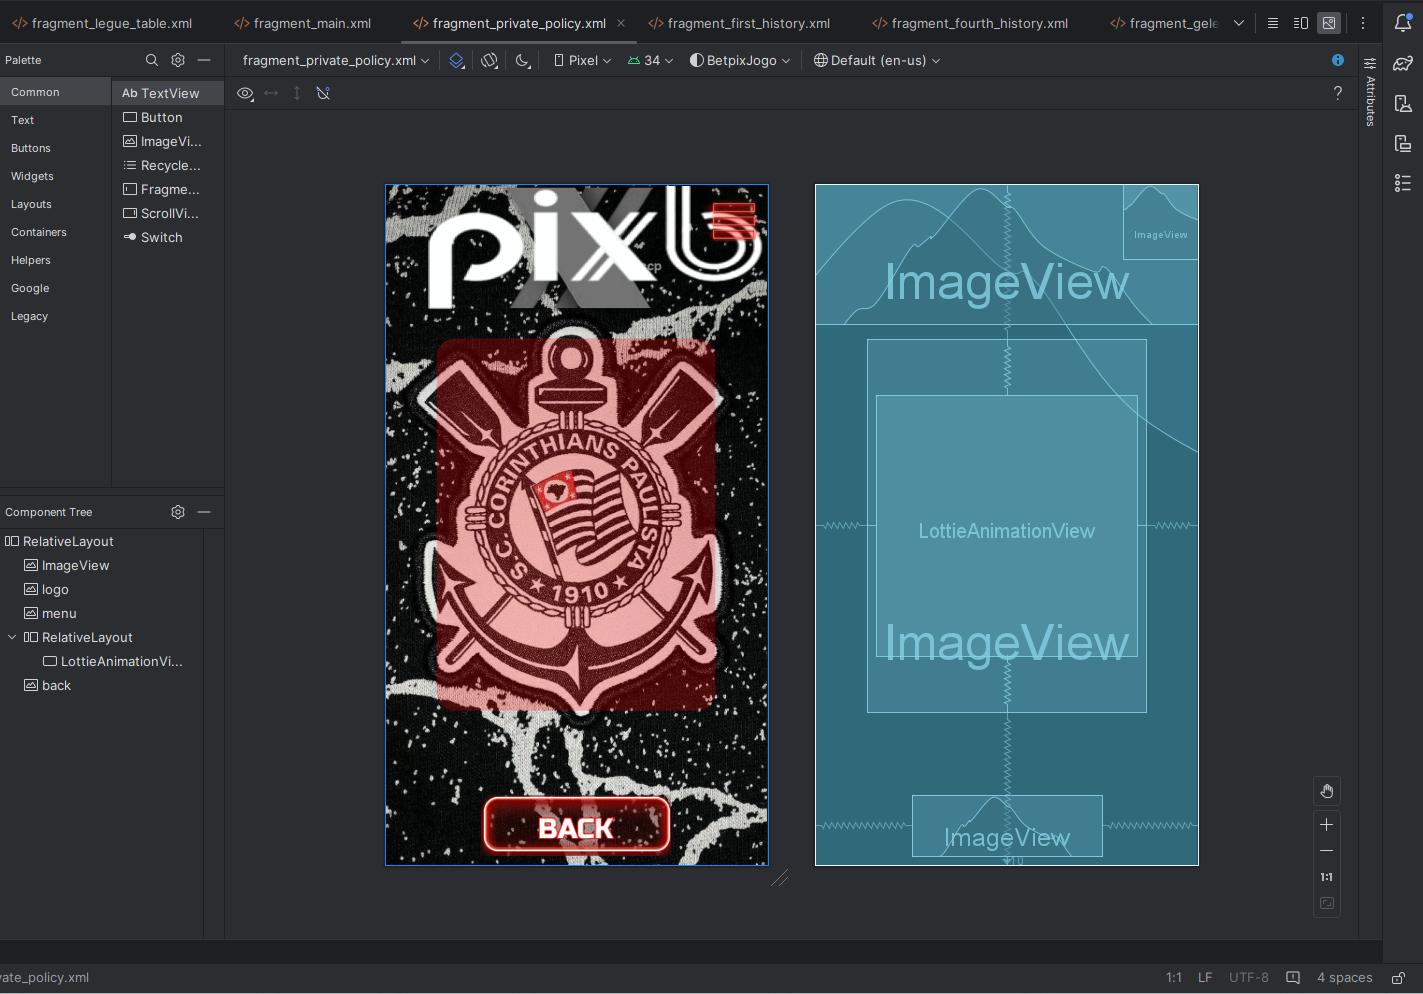 fragment_legue_table.xml
fragment_main.xml
fragment_private_policy.xml
fragment_first_history.xml
fragment_fourth_history.xml
fragment_gele
Palette
fragment_private_policy.xml
Pixel
34
BetpixJogo
Default (en-us)
Common
Text
Buttons
Widgets
Layouts
Containers
Helpers
Google
Legacy
Ab TextView
Button
ImageVi...
Recycle...
Fragme...
ScrollVi...
Switch
?
Attributes
Component Tree
RelativeLayout
ImageView
logo
menu
RelativeLayout
LottieAnimationVi...
back
pixb
S.C. CORINTHIANS PAULISTA
1910
BACK
ImageView
ImageView
LottieAnimationView
ImageView
ImageView
10
1:1
vate_policy.xml
1:1
LF
UTF-8
4 spaces